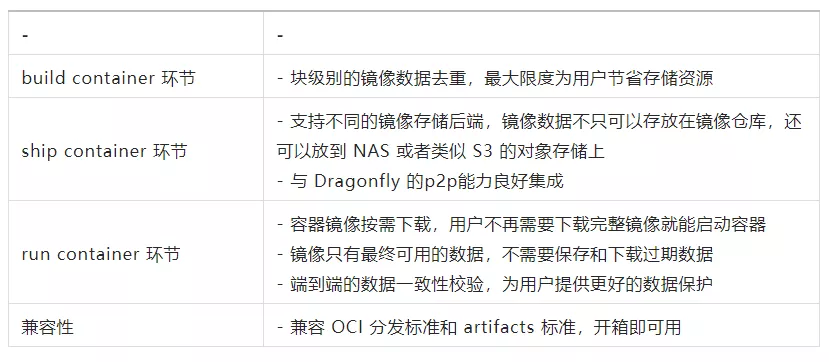 -
-
build container 环节
- 块级别的镜像数据去重，最大限度为用户节省存储资源
ship container 环节
- 支持不同的镜像存储后端，镜像数据不只可以存放在镜像仓库，还
可以放到 NAS 或者类似 S3 的对象存储上
- 与 Dragonfly 的p2p能力良好集成
run container 环节
- 容器镜像按需下载，用户不再需要下载完整镜像就能启动容器
- 镜像只有最终可用的数据，不需要保存和下载过期数据
- 端到端的数据一致性校验，为用户提供更好的数据保护
兼容性
- 兼容 OCI 分发标准和 artifacts 标准，开箱即可用